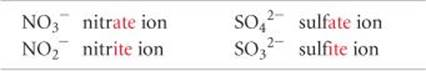 NO₃⁻ nitrate ion SO₄²⁻ sulfate ion
NO₂⁻ nitrite ion SO₃²⁻ sulfite ion